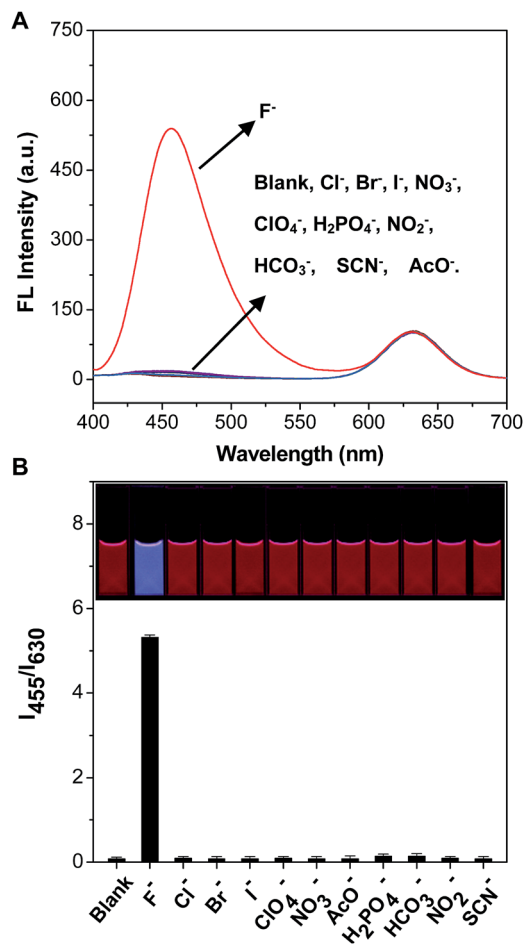 A
750
600
450
300
150
0
FL Intensity (a.u.)
F⁻
Blank, Cl⁻, Br⁻, I⁻, NO₃⁻,
ClO₄⁻, H₂PO₄⁻, NO₂⁻,
HCO₃⁻, SCN⁻, AcO⁻.
400 450 500 550 600 650 700
Wavelength (nm)
B
8
6
4
2
0
I₄₅₅/I₆₃₀
Blank
F⁻
Cl⁻
Br⁻
I⁻
ClO₄⁻
NO₃⁻
AcO⁻
H₂PO₄⁻
HCO₃⁻
NO₂⁻
SCN⁻